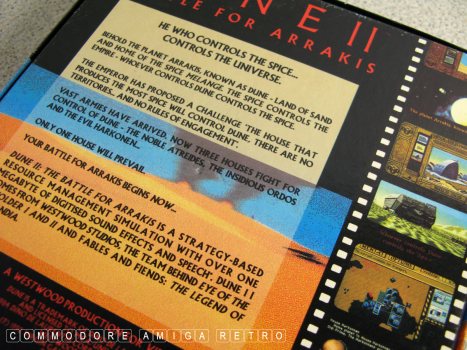 NE II
LE FOR ARRAKIS
HE WHO CONTROLS THE SPICE...
CONTROLS THE UNIVERSE.
BEHOLD THE PLANET ARRAKIS, KNOWN AS DUNE - LAND OF SAND
AND HOME OF THE SPICE MELANGE. THE SPICE CONTROLS THE
EMPIRE - WHOEVER CONTROLS DUNE CONTROLS THE SPICE.
THE EMPEROR HAS PROPOSED A CHALLENGE 'THE HOUSE THAT
PRODUCES THE MOST SPICE WILL CONTROL DUNE. THERE ARE NO
TERRITORIES...AND NO RULES OF ENGAGEMENT'.
VAST ARMIES HAVE ARRIVED. NOW THREE HOUSES FIGHT FOR
CONTROL OF DUNE - THE NOBLE ATREIDES, THE INSIDIOUS ORDOS
AND THE EVIL HARKONEN..
ONLY ONE HOUSE WILL PREVAIL.
YOUR BATTLE FOR ARRAKIS BEGINS NOW...
DUNE II: THE BATTLE FOR ARRAKIS IS A STRATEGY-BASED
RESOURCE MANAGEMENT SIMULATION WITH OVER ONE
MEGABYTE OF DIGITISED SOUND EFFECTS AND SPEECH. DUNE II
COMES FROM WESTWOOD STUDIOS, THE TEAM BEHIND EYE OF THE
BEHOLDER I AND II AND FABLES AND FIENDS: THE LEGEND OF
A WESTWOOD PRODUCTION
DUNE IS A TRADEMARK OF
COMMODORE AMIGA RETRO